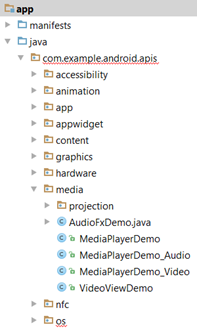 app
manifests
java
com.example.android.apis
accessibility
animation
app
appwidget
content
graphics
hardware
media
projection
AudioFxDemo.java
MediaPlayerDemo
MediaPlayerDemo_Audio
MediaPlayerDemo_Video
VideoViewDemo
nfc
os